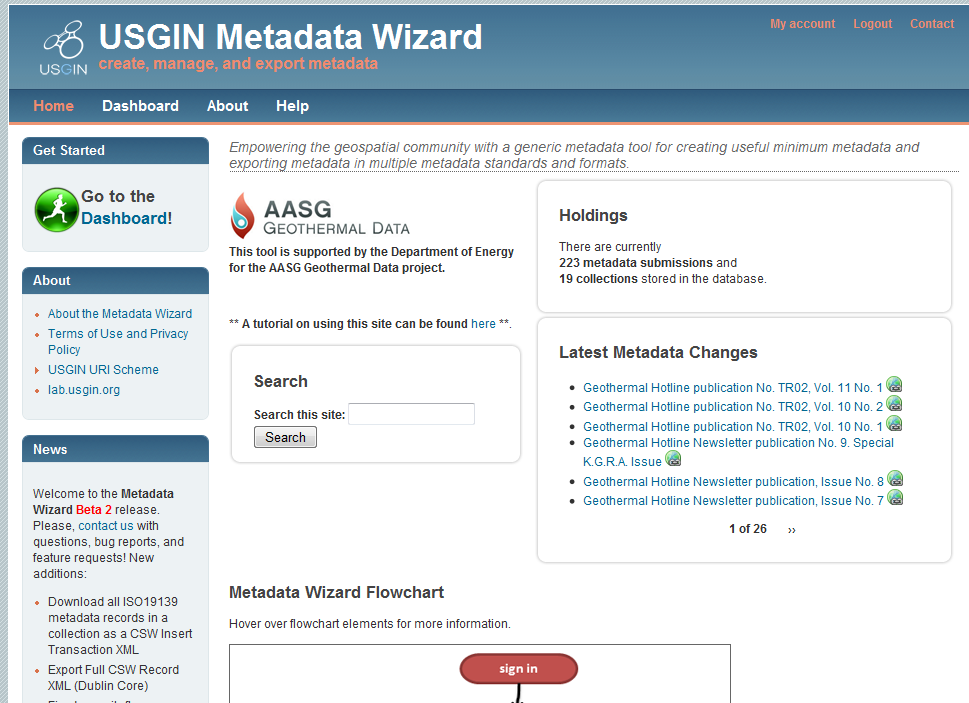 USGIN Metadata Wizard
create, manage, and export metadata
USGIN
My account Logout Contact
Home Dashboard About Help
Get Started
Go to the
Dashboard!
About
About the Metadata Wizard
Terms of Use and Privacy
Policy
USGIN URI Scheme
lab.usgin.org
News
Welcome to the Metadata
Wizard Beta 2 release.
Please, contact us with
questions, bug reports, and
feature requests! New
additions:
Download all ISO19139
metadata records in a
collection as a CSW Insert
Transaction XML
Export Full CSW Record
XML (Dublin Core)
Empowering the geospatial community with a generic metadata tool for creating useful minimum metadata and
exporting metadata in multiple metadata standards and formats.
AASG
GEOTHERMAL DATA
This tool is supported by the Department of Energy
for the AASG Geothermal Data project.
** A tutorial on using this site can be found here **.
Search
Search this site:
Search
Holdings
There are currently
223 metadata submissions and
19 collections stored in the database.
Latest Metadata Changes
Geothermal Hotline publication No. TR02, Vol. 11 No. 1
Geothermal Hotline publication No. TR02, Vol. 10 No. 2
Geothermal Hotline publication No. TR02, Vol. 10 No. 1
Geothermal Hotline Newsletter publication No. 9. Special
K.G.R.A. Issue
Geothermal Hotline Newsletter publication, Issue No. 8
Geothermal Hotline Newsletter publication, Issue No. 7
1 of 26 ››
Metadata Wizard Flowchart
Hover over flowchart elements for more information.
sign in